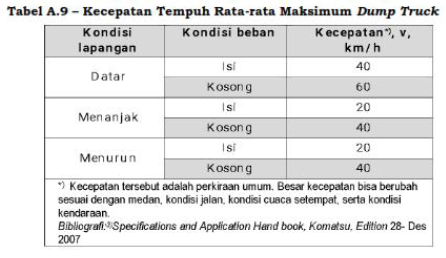 Tabel A.9 – Kecepatan Tempuh Rata-rata Maksimum Dump Truck
Kondisi lapangan Kondisi beban Kecepatan*), v, km/h
Datar Isi 40
Kosong 60
Menanjak Isi 20
Kosong 40
Menurun Isi 20
Kosong 40
*) Kecepatan tersebut adalah perkiraan umum. Besar kecepatan bisa berubah
sesuai dengan medan, kondisi jalan, kondisi cuaca setempat, serta kondisi
kendaraan.
Bibliografi:3)Specifications and Application Hand book, Komatsu, Edition 28- Des
2007